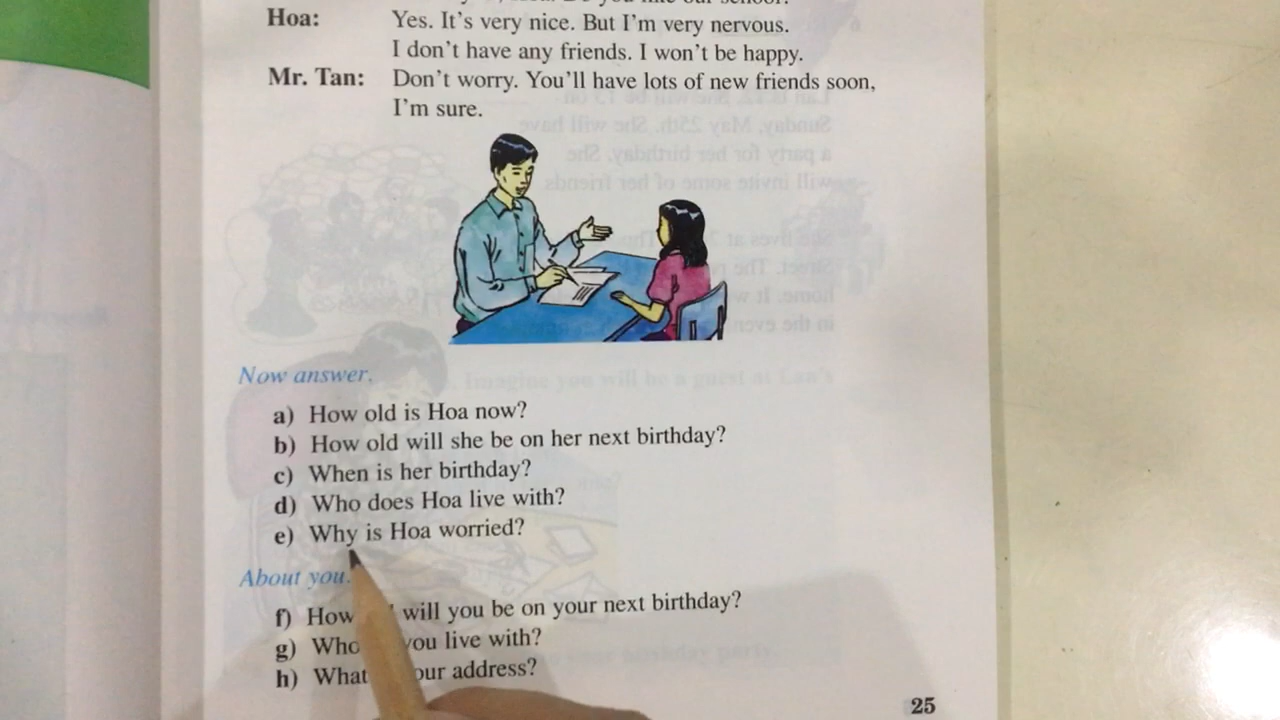 Hoa: Yes. It's very nice. But I'm very nervous.
I don't have any friends. I won't be happy.
Mr. Tan: Don't worry. You'll have lots of new friends soon,
I'm sure.
Now answer.
a) How old is Hoa now?
b) How old will she be on her next birthday?
c) When is her birthday?
d) Who does Hoa live with?
e) Why is Hoa worried?
About you.
f) How will you be on your next birthday?
g) Who you live with?
h) What address?
25